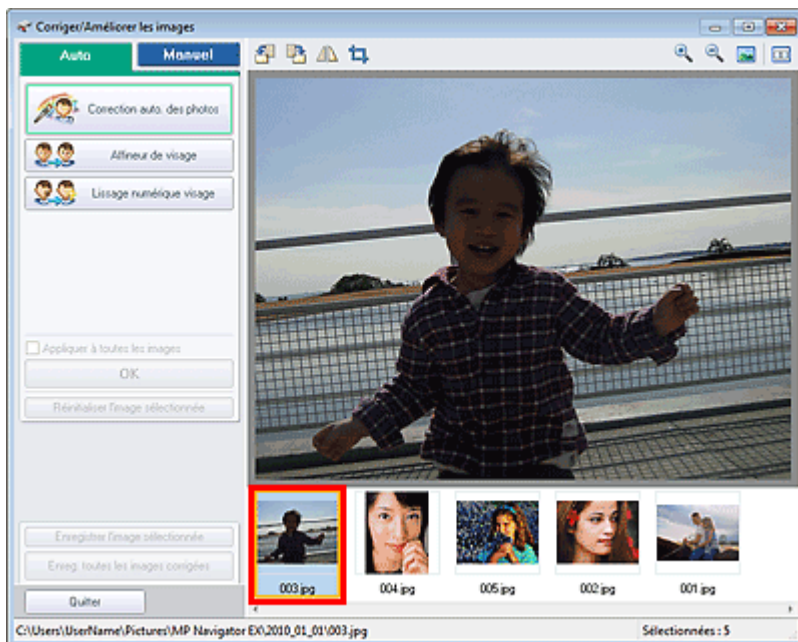 Corriger/Améliorer les images
Auto
Manuel
Correction auto. des photos
Affineur de visage
Lissage numérique visage
Appliquer à toutes les images
OK
Réinitialiser l'image sélectionnée
Enregistrer l'image sélectionnée
Enreg. toutes les images corrigées
Quitter
003.jpg
004.jpg
005.jpg
002.jpg
001.jpg
C:\Users\UserName\Pictures\MP Navigator EX\2010_01_01\003.jpg
Sélectionnées : 5